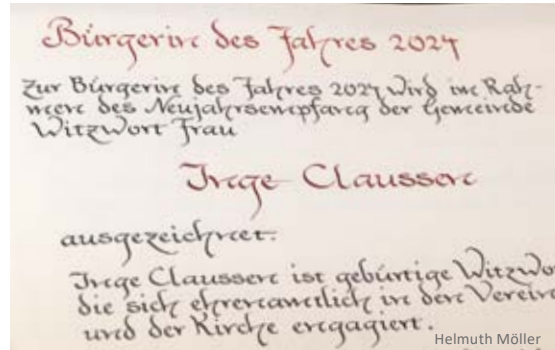 Bürgerin des Jahres 2024
Zur Bürgerin des Jahres 2024 wird im Rah-
men des Neujahrsempfang der Gemeinde
Witzwort Frau
Inge Claussen
ausgezeichnet.
Inge Claussen ist gebürtige Witzwo
die sich ehrenamtlich in den Verein
und der Kirche engagiert.
Helmuth Möller